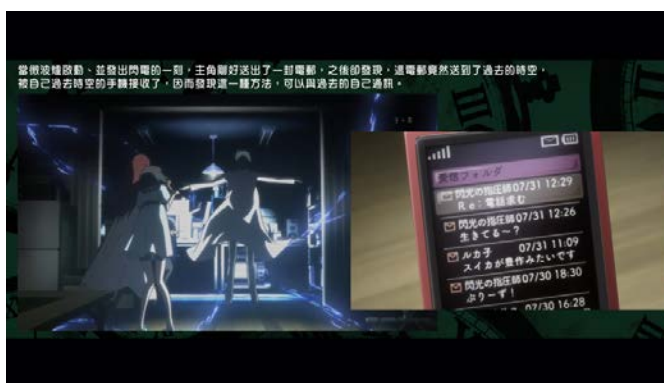 當微波爐啟動、並發出閃電的一刻，主角剛好送出了一封電郵，之後卻發現，這電郵竟然送到了過去的時空，
被自己過去時空的手機接收了，因而發現這一種方法，可以與過去的自己通訊。
受信フォルダ
閃光の指圧師 07/31 12:29
Re：電話求む
閃光の指圧師 07/31 12:26
生きてる～？
ルカ子 07/31 11:09
スイカが豊作みたいです
閃光の指圧師 07/30 18:30
ぷりーず！
07/30 16:28